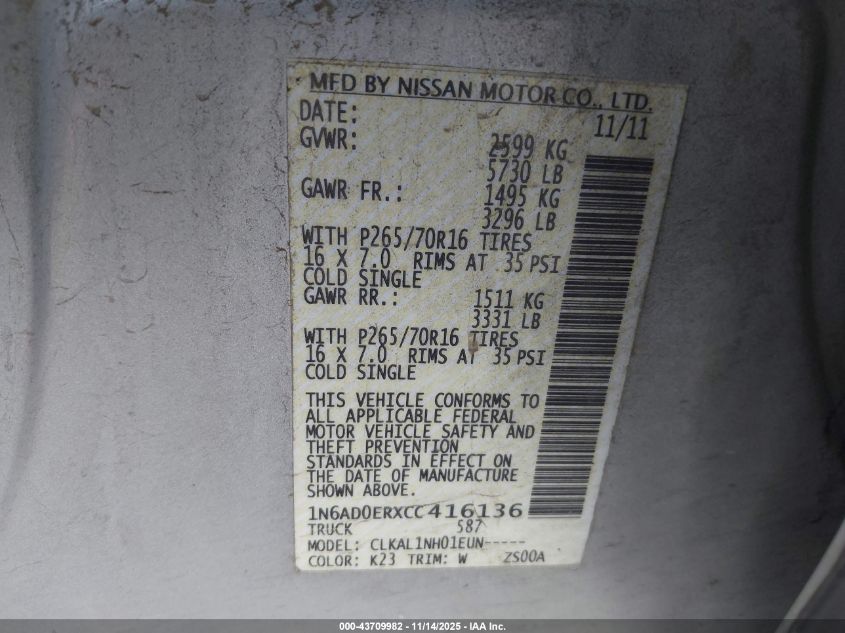 MFD BY NISSAN MOTOR CO., LTD.
DATE: 11/11
GVWR: 2599 KG
5730 LB
GAWR FR.: 1495 KG
3296 LB
WITH P265/70R16 TIRES
16 X 7.0 RIMS AT 35 PSI
COLD SINGLE
GAWR RR.: 1511 KG
3331 LB
WITH P265/70R16 TIRES
16 X 7.0 RIMS AT 35 PSI
COLD SINGLE
THIS VEHICLE CONFORMS TO
ALL APPLICABLE FEDERAL
MOTOR VEHICLE SAFETY AND
THEFT PREVENTION
STANDARDS IN EFFECT ON
THE DATE OF MANUFACTURE
SHOWN ABOVE.
1N6AD0ERXCC416136
TRUCK 587
MODEL: CLKAL1NH01EUN-----
COLOR: K23 TRIM: W ZS00A
000-43709982 - 11/14/2025 - IAA Inc.